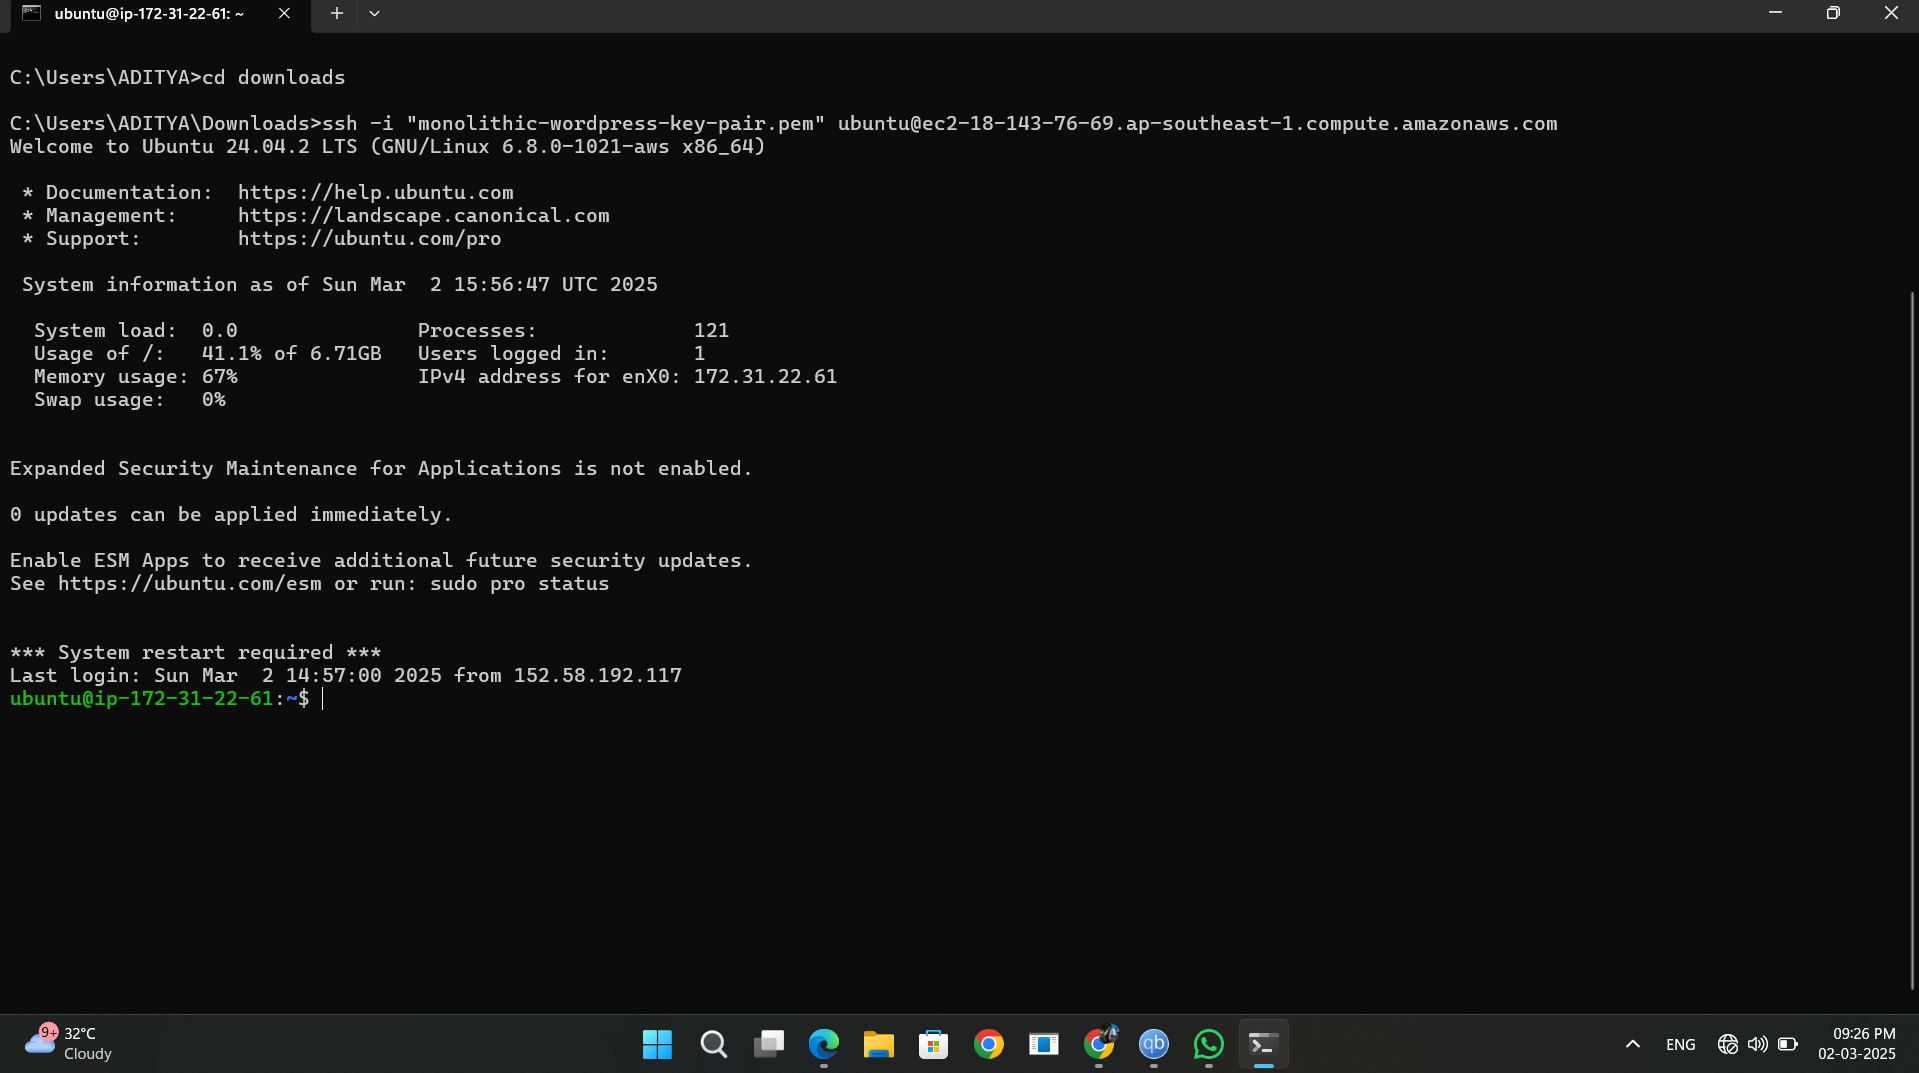 ubuntu@ip-172-31-22-61: ~
C:\Users\ADITYA>cd downloads
C:\Users\ADITYA\Downloads>ssh -i "monolithic-wordpress-key-pair.pem" ubuntu@ec2-18-143-76-69.ap-southeast-1.compute.amazonaws.com
Welcome to Ubuntu 24.04.2 LTS (GNU/Linux 6.8.0-1021-aws x86_64)
* Documentation:  https://help.ubuntu.com
* Management:     https://landscape.canonical.com
* Support:        https://ubuntu.com/pro
System information as of Sun Mar  2 15:56:47 UTC 2025
System load:  0.0               Processes:             121
Usage of /:   41.1% of 6.71GB   Users logged in:       1
Memory usage: 67%               IPv4 address for enX0: 172.31.22.61
Swap usage:   0%
Expanded Security Maintenance for Applications is not enabled.
0 updates can be applied immediately.
Enable ESM Apps to receive additional future security updates.
See https://ubuntu.com/esm or run: sudo pro status
*** System restart required ***
Last login: Sun Mar  2 14:57:00 2025 from 152.58.192.117
ubuntu@ip-172-31-22-61:~$
9+
32°C
Cloudy
qb
ENG
09:26 PM
02-03-2025